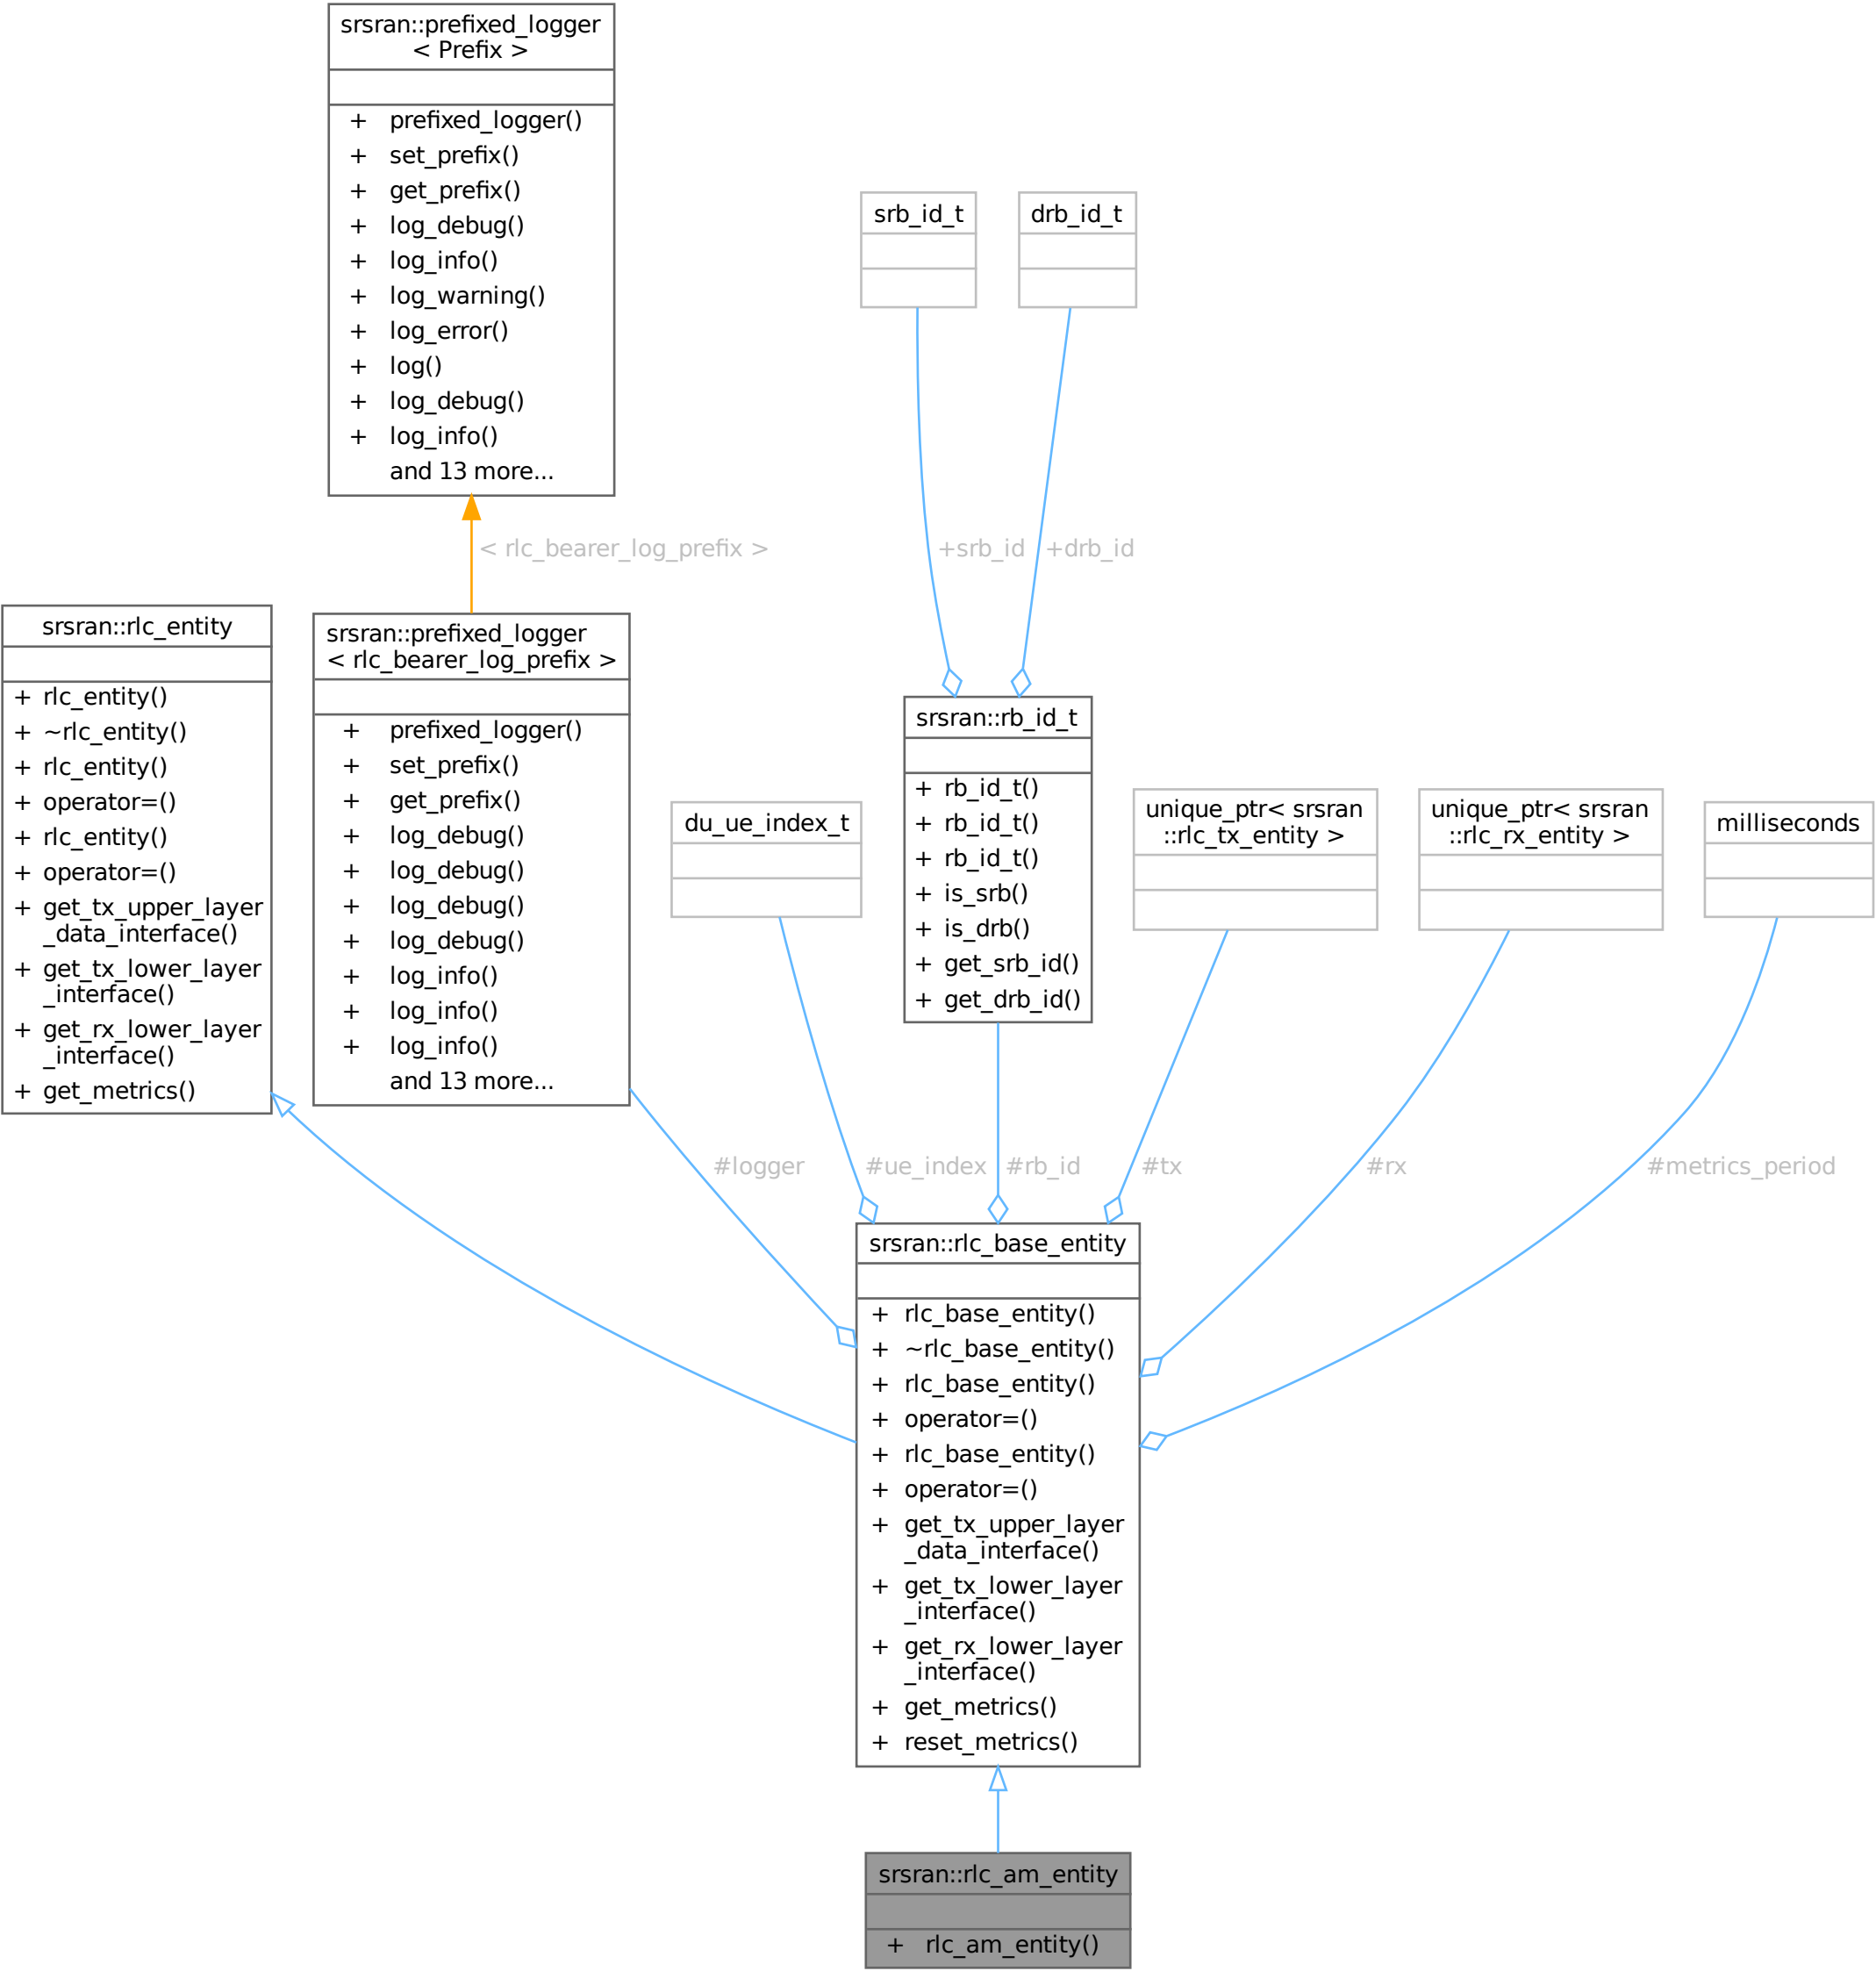 srsran::prefixed_logger
< Prefix >
+ prefixed_logger()
+ set_prefix()
+ get_prefix()
+ log_debug()
+ log_info()
+ log_warning()
+ log_error()
+ log()
+ log_debug()
+ log_info()
and 13 more...
srb_id_t
drb_id_t
< rlc_bearer_log_prefix >
+srb_id
+drb_id
srsran::rlc_entity
+ rlc_entity()
+ ~rlc_entity()
+ rlc_entity()
+ operator=()
+ rlc_entity()
+ operator=()
+ get_tx_upper_layer
_data_interface()
+ get_tx_lower_layer
_interface()
+ get_rx_lower_layer
_interface()
+ get_metrics()
srsran::prefixed_logger
< rlc_bearer_log_prefix >
+ prefixed_logger()
+ set_prefix()
+ get_prefix()
+ log_debug()
+ log_debug()
+ log_debug()
+ log_debug()
+ log_info()
+ log_info()
+ log_info()
and 13 more...
du_ue_index_t
srsran::rb_id_t
+ rb_id_t()
+ rb_id_t()
+ rb_id_t()
+ is_srb()
+ is_drb()
+ get_srb_id()
+ get_drb_id()
unique_ptr< srsran
::rlc_tx_entity >
unique_ptr< srsran
::rlc_rx_entity >
milliseconds
#logger
#ue_index
#rb_id
#tx
#rx
#metrics_period
srsran::rlc_base_entity
+ rlc_base_entity()
+ ~rlc_base_entity()
+ rlc_base_entity()
+ operator=()
+ rlc_base_entity()
+ operator=()
+ get_tx_upper_layer
_data_interface()
+ get_tx_lower_layer
_interface()
+ get_rx_lower_layer
_interface()
+ get_metrics()
+ reset_metrics()
srsran::rlc_am_entity
+ rlc_am_entity()